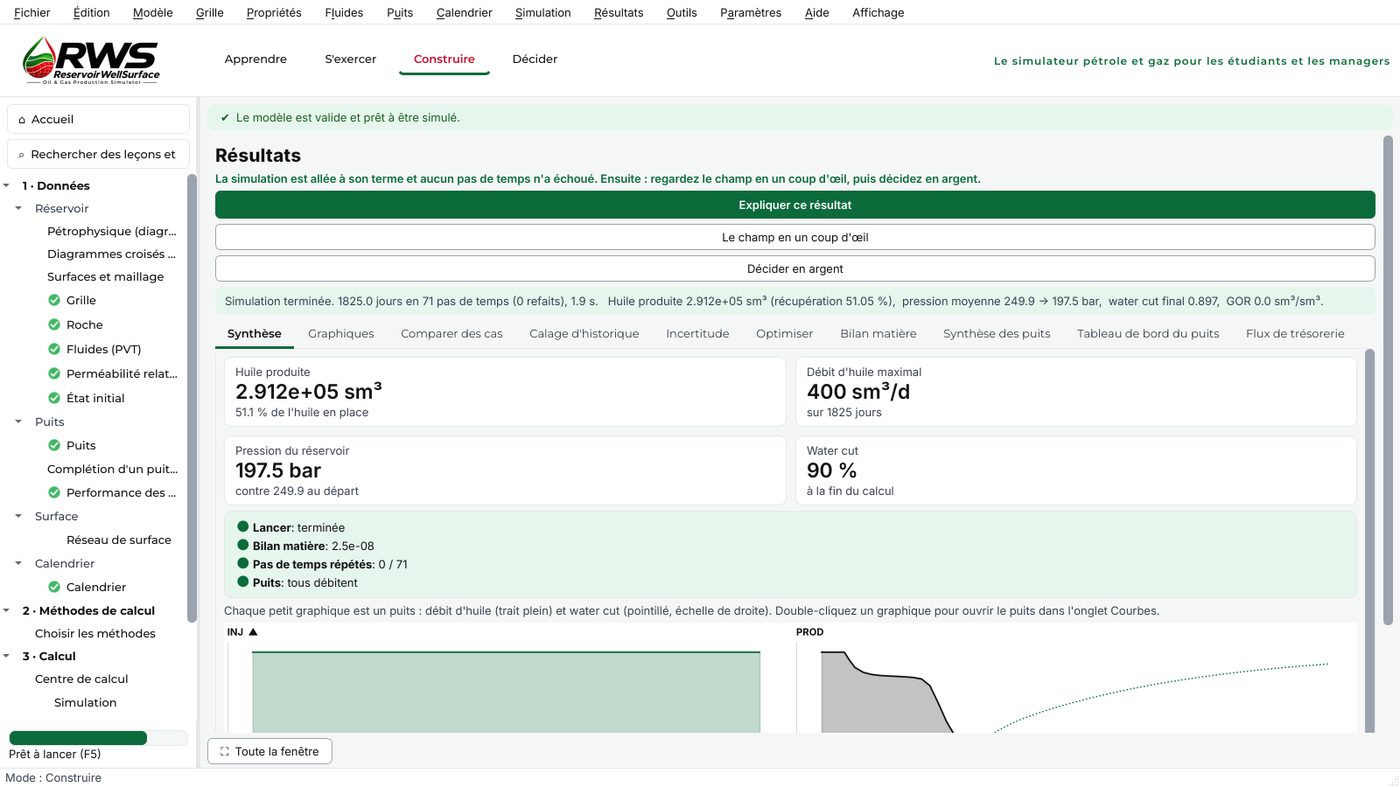 Fichier Édition Modèle Grille Propriétés Fluides Puits Calendrier Simulation Résultats Outils Paramètres Aide Affichage
RWS
ReservoirWellSurface
Oil & Gas Production Simulator
Apprendre S'exercer Construire Décider
Le simulateur pétrole et gaz pour les étudiants et les managers
Accueil
Rechercher des leçons et
1 · Données
Réservoir
Pétrophysique (diagr...
Diagrammes croisés ...
Surfaces et maillage
Grille
Roche
Fluides (PVT)
Perméabilité relat...
État initial
Puits
Puits
Complétion d'un puit...
Performance des ...
Surface
Réseau de surface
Calendrier
Calendrier
2 · Méthodes de calcul
Choisir les méthodes
3 · Calcul
Centre de calcul
Simulation
Prêt à lancer (F5)
Mode : Construire
✔ Le modèle est valide et prêt à être simulé.
Résultats
La simulation est allée à son terme et aucun pas de temps n'a échoué. Ensuite : regardez le champ en un coup d'œil, puis décidez en argent.
Expliquer ce résultat
Le champ en un coup d'œil
Décider en argent
Simulation terminée. 1825.0 jours en 71 pas de temps (0 refaits), 1.9 s. Huile produite 2.912e+05 sm³ (récupération 51.05 %), pression moyenne 249.9 → 197.5 bar, water cut final 0.897, GOR 0.0 sm³/sm³.
Synthèse Graphiques Comparer des cas Calage d'historique Incertitude Optimiser Bilan matière Synthèse des puits Tableau de bord du puits Flux de trésorerie
Huile produite
2.912e+05 sm³
51.1 % de l'huile en place
Débit d'huile maximal
400 sm³/d
sur 1825 jours
Pression du réservoir
197.5 bar
contre 249.9 au départ
Water cut
90 %
à la fin du calcul
Lancer: terminée
Bilan matière: 2.5e-08
Pas de temps répétés: 0 / 71
Puits: tous débitent
Chaque petit graphique est un puits : débit d'huile (trait plein) et water cut (pointillé, échelle de droite). Double-cliquez un graphique pour ouvrir le puits dans l'onglet Courbes.
INJ ▲
PROD
Toute la fenêtre